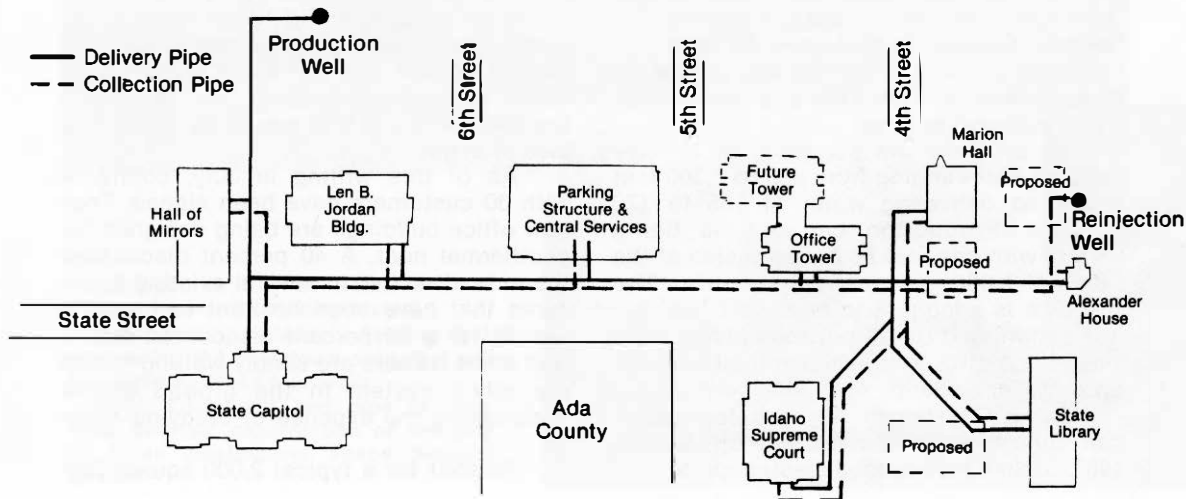 Production
Well
Delivery Pipe
Collection Pipe
6th Street
5th Street
4th Street
Marion
Hall
Hall of
Mirrors
Len B.
Jordan
Bldg.
Parking
Structure &
Central Services
Future
Tower
Office
Tower
Proposed
Proposed
Reinjection
Well
Alexander
House
State Street
State Capitol
Ada
County
Idaho
Supreme
Court
Proposed
State
Library